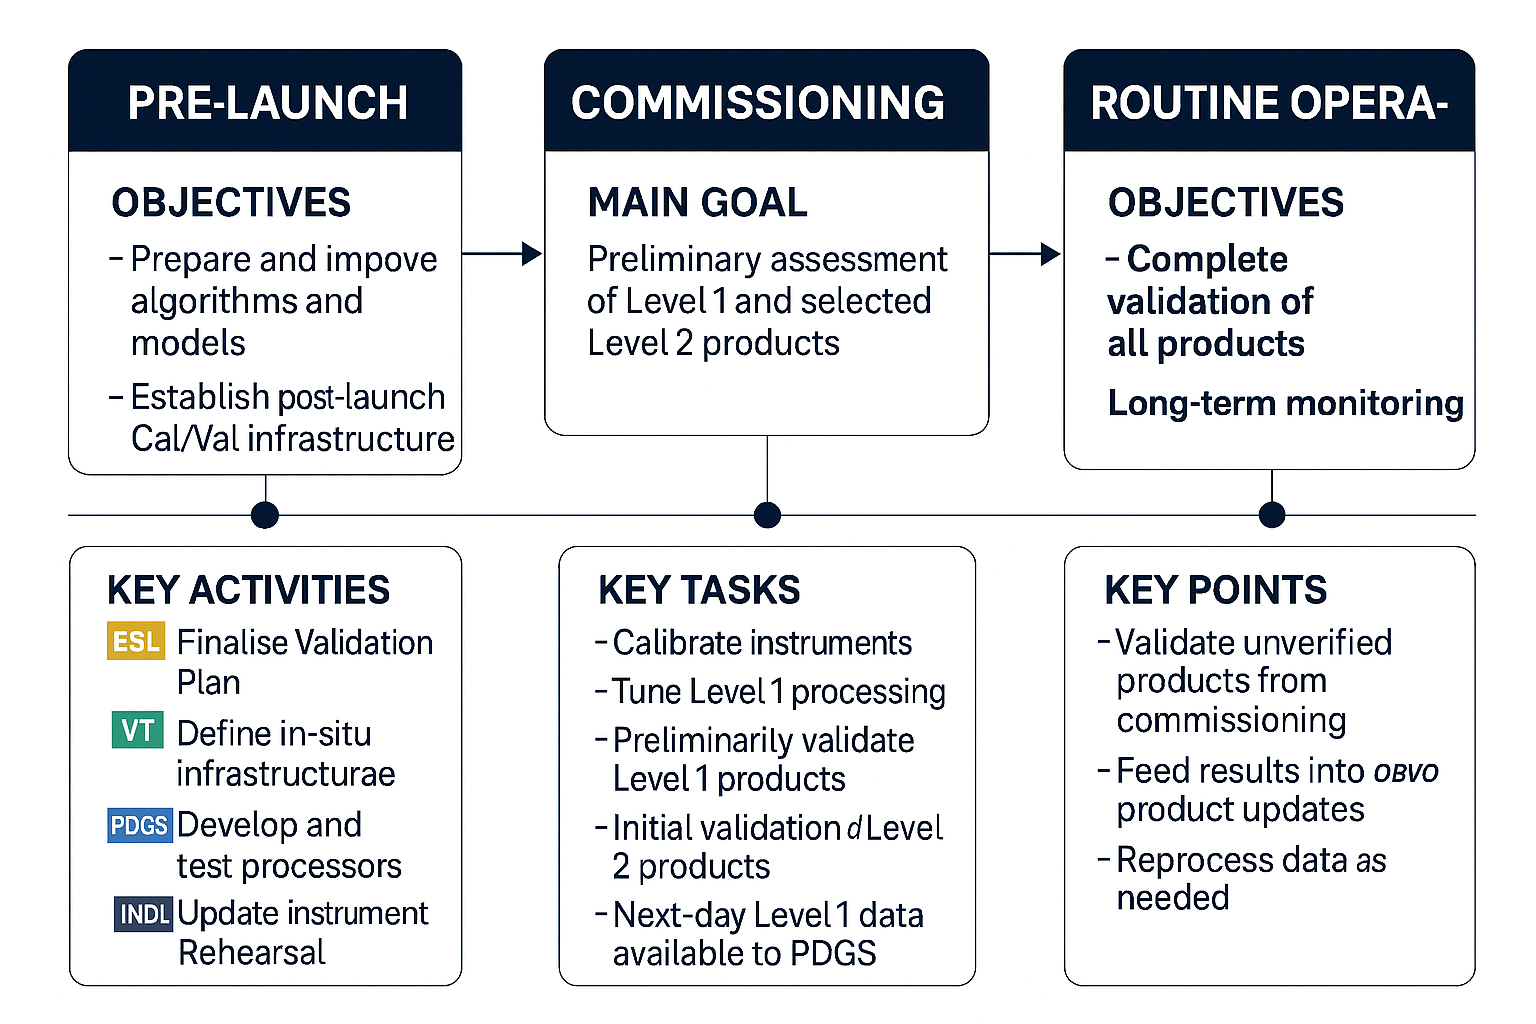 PRE-LAUNCH
OBJECTIVES
- Prepare and impove
algorithms and
models
- Establish post-launch
Cal/Val infrastructure
COMMISSIONING
MAIN GOAL
Preliminary assessment
of Level 1 and selected
Level 2 products
ROUTINE OPERA-
OBJECTIVES
- Complete
validation of
all products
Long-term monitoring
KEY ACTIVITIES
ESL Finalise Validation
Plan
VT Define in-situ
infrastructurae
PDGS Develop and
test processors
INDL Update instrument
Rehearsal
KEY TASKS
- Calibrate instruments
- Tune Level 1 processing
- Preliminarily validate
Level 1 products
- Initial validation d Level
2 products
- Next-day Level 1 data
available to PDGS
KEY POINTS
- Validate unverified
products from
commissioning
- Feed results into OBVO
product updates
- Reprocess data as
needed